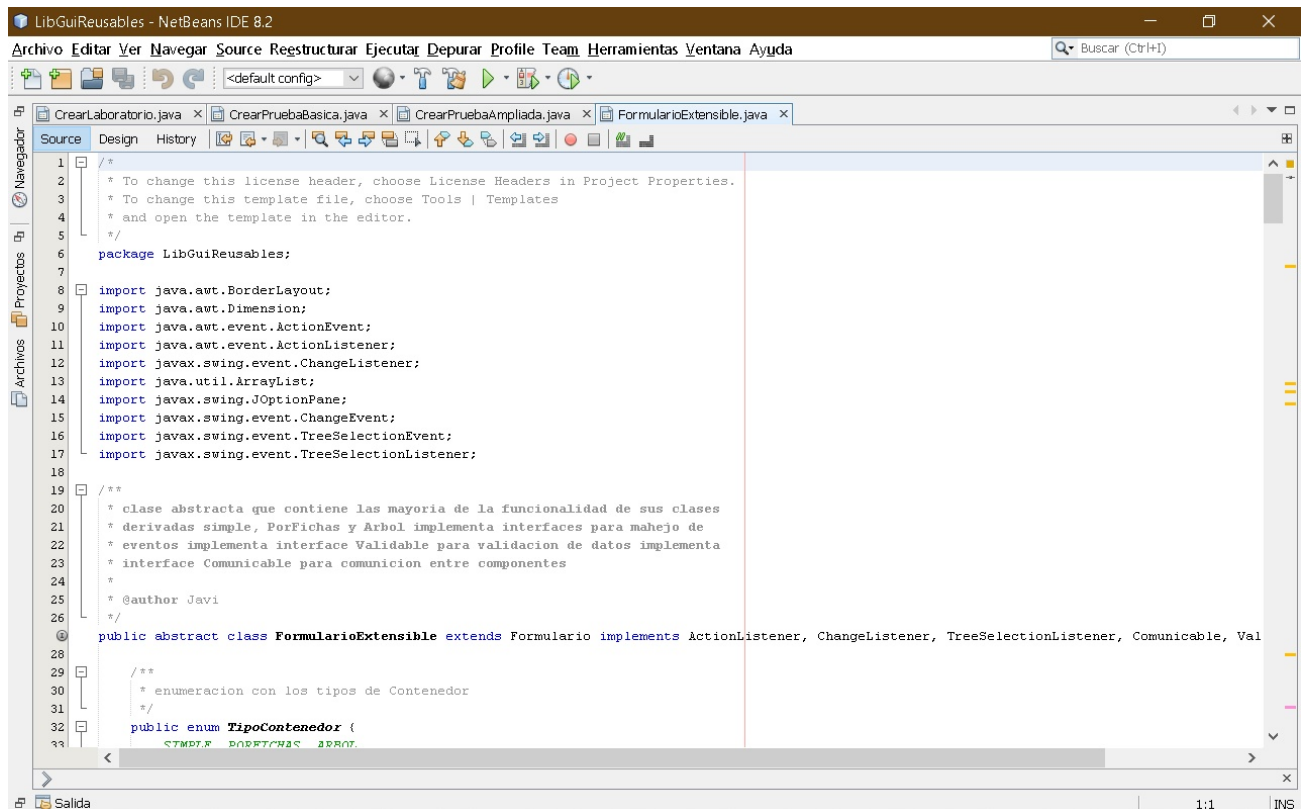 LibGuiReusables - NetBeans IDE 8.2
Archivo Editar Ver Navegar Source Reestructurar Ejecutar Depurar Profile Team Herramientas Ventana Ayuda
Buscar (Ctrl+I)
<default config>
CrearLaboratorio.java
CrearPruebaBasica.java
CrearPruebaAmpliada.java
FormularioExtensible.java
Source Design History
Navegador
Proyectos
Archivos
1 /*
2 * To change this license header, choose License Headers in Project Properties.
3 * To change this template file, choose Tools | Templates
4 * and open the template in the editor.
5 */
6 package LibGuiReusables;
7
8 import java.awt.BorderLayout;
9 import java.awt.Dimension;
10 import java.awt.event.ActionEvent;
11 import java.awt.event.ActionListener;
12 import javax.swing.event.ChangeListener;
13 import java.util.ArrayList;
14 import javax.swing.JOptionPane;
15 import javax.swing.event.ChangeEvent;
16 import javax.swing.event.TreeSelectionEvent;
17 import javax.swing.event.TreeSelectionListener;
18
19 /**
20 * clase abstracta que contiene las mayoria de la funcionalidad de sus clases
21 * derivadas simple, PorFichas y Arbol implementa interfaces para mahejo de
22 * eventos implementa interface Validable para validacion de datos implementa
23 * interface Comunicable para comunicion entre componentes
24 *
25 * @author Javi
26 */
public abstract class FormularioExtensible extends Formulario implements ActionListener, ChangeListener, TreeSelectionListener, Comunicable, Val
28
29 /**
30 * enumeracion con los tipos de Contenedor
31 */
32 public enum TipoContenedor {
33 SIMPLE, PORFICHAS, ARBOL
Salida
1:1
INS